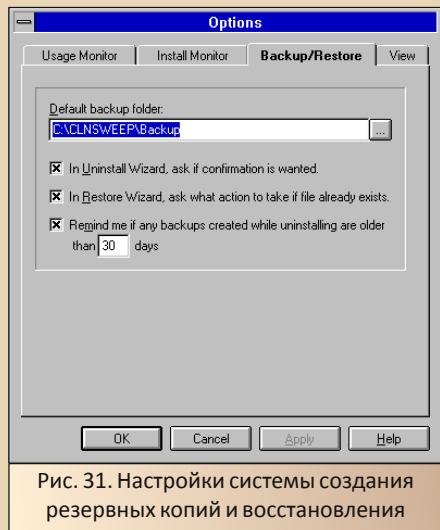 Options
Usage Monitor
Install Monitor
Backup/Restore
View
Default backup folder:
C:\CLNSWEEP\Backup
...
In Uninstall Wizard, ask if confirmation is wanted.
In Restore Wizard, ask what action to take if file already exists.
Remind me if any backups created while uninstalling are older
than 30 days
OK
Cancel
Apply
Help
Рис. 31. Настройки системы создания
резервных копий и восстановления